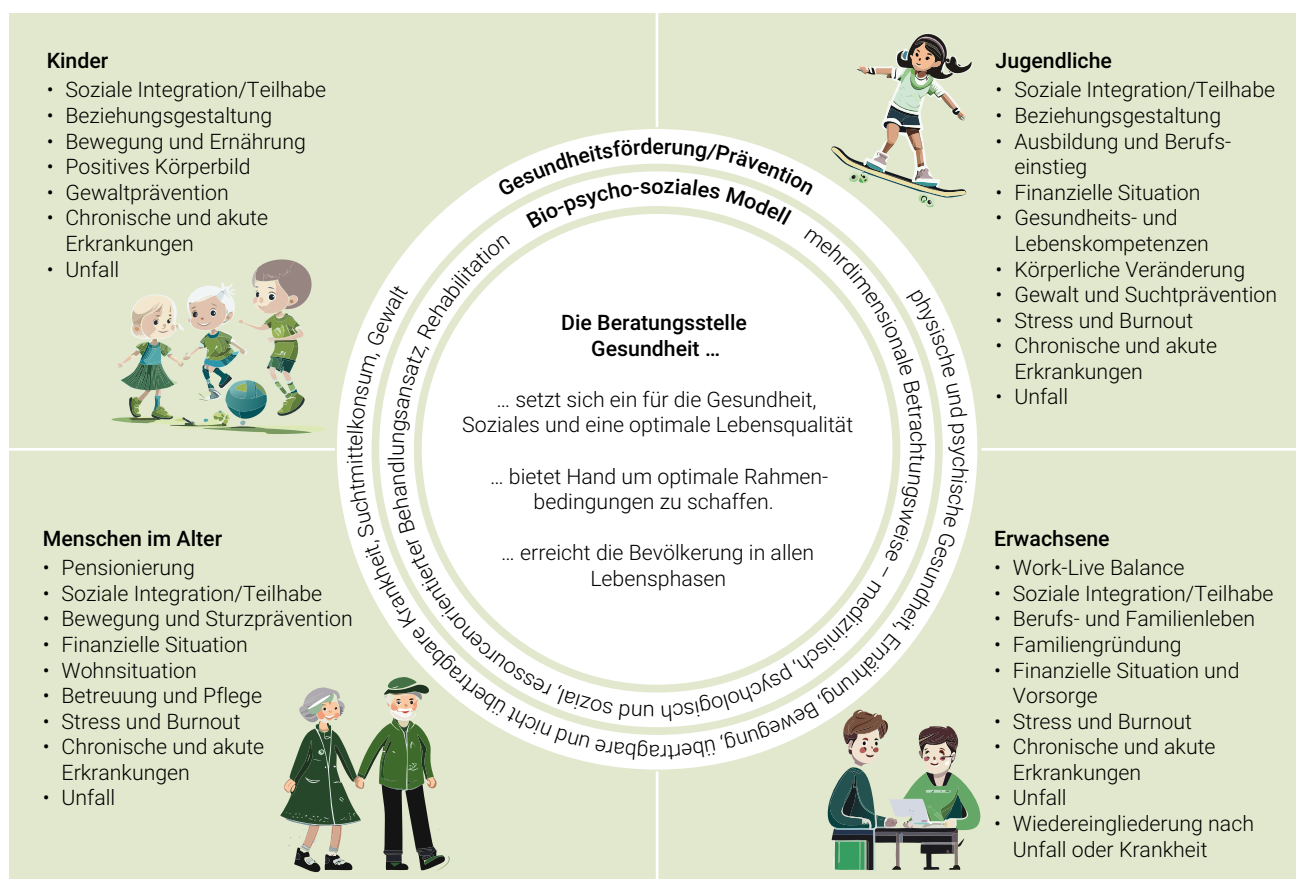 Kinder
• Soziale Integration/Teilhabe
• Beziehungsgestaltung
• Bewegung und Ernährung
• Positives Körperbild
• Gewaltprävention
• Chronische und akute
Erkrankungen
• Unfall
Jugendliche
• Soziale Integration/Teilhabe
• Beziehungsgestaltung
• Ausbildung und Berufs-
einstieg
• Finanzielle Situation
• Gesundheits- und
Lebenskompetenzen
• Körperliche Veränderung
• Gewalt und Suchtprävention
• Stress und Burnout
• Chronische und akute
Erkrankungen
• Unfall
Gesundheitsförderung/Prävention
physische und psychische Gesundheit, Ernährung, Bewegung, übertragbare und nicht übertragbare Krankheit, Suchtmittelkonsum, Gewalt
Bio-psycho-soziales Modell
mehrdimensionale Betrachtungsweise – medizinisch, psychologisch und sozial, ressourcenorientierter Behandlungsansatz, Rehabilitation
Die Beratungsstelle
Gesundheit ...
... setzt sich ein für die Gesundheit,
Soziales und eine optimale Lebensqualität
... bietet Hand um optimale Rahmen-
bedingungen zu schaffen.
... erreicht die Bevölkerung in allen
Lebensphasen
Menschen im Alter
• Pensionierung
• Soziale Integration/Teilhabe
• Bewegung und Sturzprävention
• Finanzielle Situation
• Wohnsituation
• Betreuung und Pflege
• Stress und Burnout
• Chronische und akute
Erkrankungen
• Unfall
Erwachsene
• Work-Live Balance
• Soziale Integration/Teilhabe
• Berufs- und Familienleben
• Familiengründung
• Finanzielle Situation und
Vorsorge
• Stress und Burnout
• Chronische und akute
Erkrankungen
• Unfall
• Wiedereingliederung nach
Unfall oder Krankheit